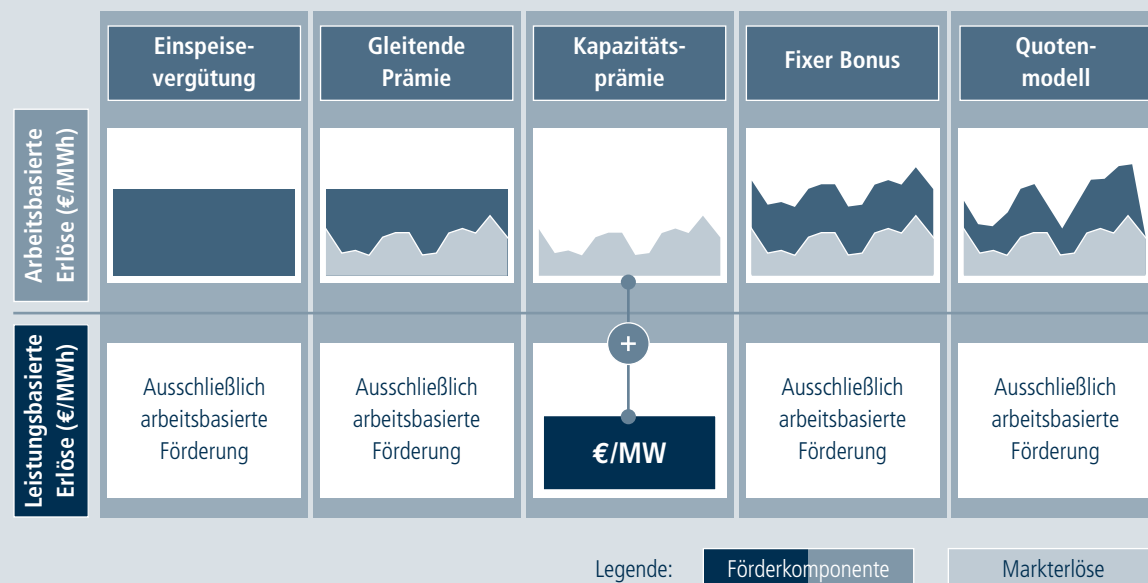 Einspeise-
vergütung
Gleitende
Prämie
Kapazitäts-
prämie
Fixer Bonus
Quoten-
modell
Arbeitsbasierte
Erlöse (€/MWh)
Leistungsbasierte
Erlöse (€/MWh)
Ausschließlich
arbeitsbasierte
Förderung
Ausschließlich
arbeitsbasierte
Förderung
+
€/MW
Ausschließlich
arbeitsbasierte
Förderung
Ausschließlich
arbeitsbasierte
Förderung
Legende:
Förderkomponente
Markterlöse